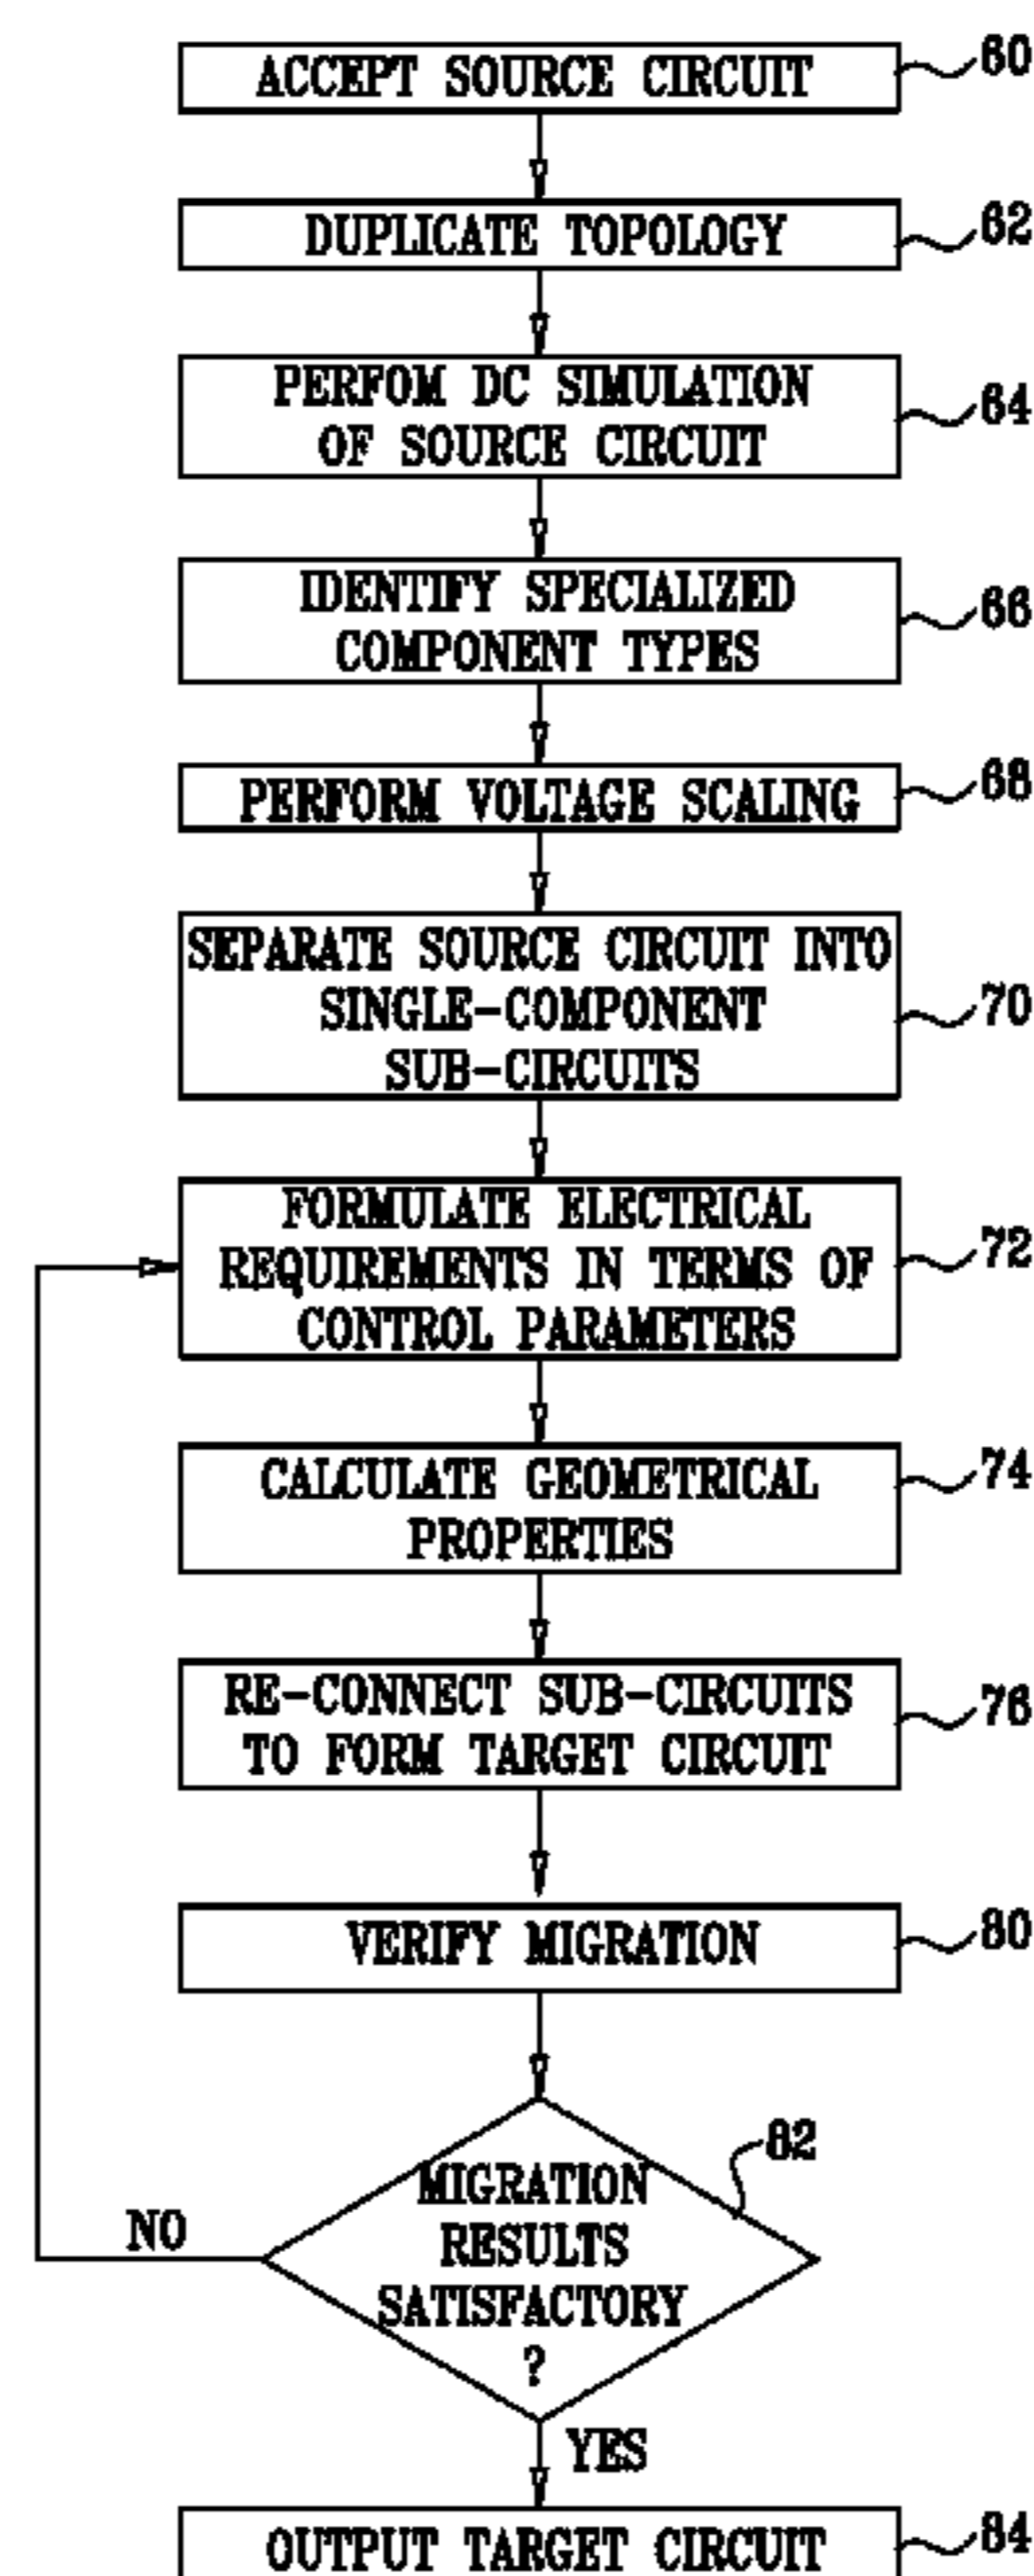 ACCEPT SOURCE CIRCUIT
60
DUPLICATE TOPOLOGY
62
PERFOM DC SIMULATION
OF SOURCE CIRCUIT
64
IDENTIFY SPECIALIZED
COMPONENT TYPES
66
PERFORM VOLTAGE SCALING
68
SEPARATE SOURCE CIRCUIT INTO
SINGLE-COMPONENT
SUB-CIRCUITS
70
FORMULATE ELECTRICAL
REQUIREMENTS IN TERMS OF
CONTROL PARAMETERS
72
CALCULATE GEOMETRICAL
PROPERTIES
74
RE-CONNECT SUB-CIRCUITS
TO FORM TARGET CIRCUIT
76
VERIFY MIGRATION
80
82
MIGRATION
RESULTS
SATISFACTORY
?
NO
YES
OUTPUT TARGET CIRCUIT
84